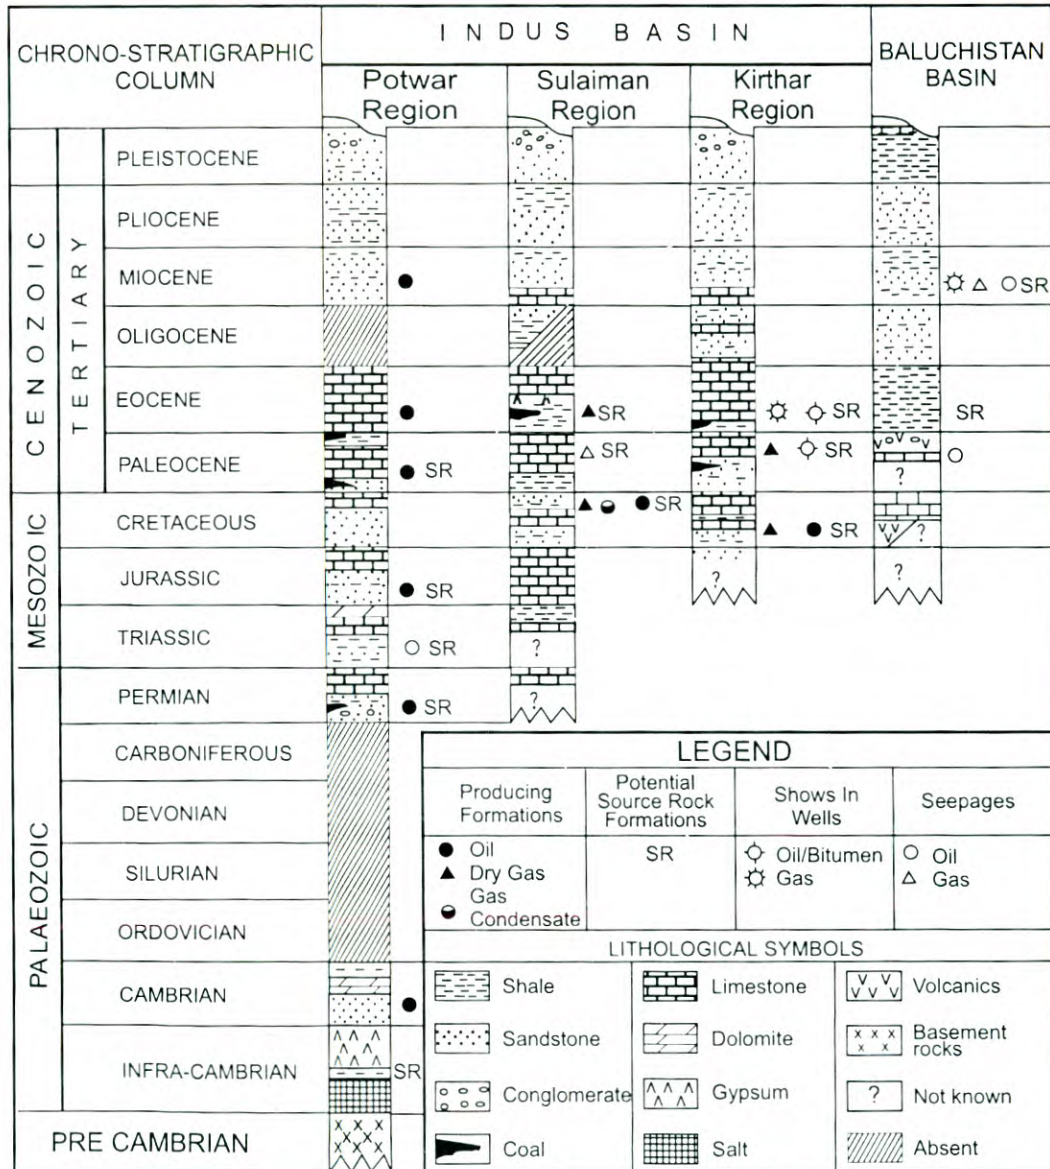 CHRONO-STRATIGRAPHIC
COLUMN
INDUS BASIN
Potwar
Region
Sulaiman
Region
Kirthar
Region
BALUCHISTAN
BASIN
CENOZOIC
TERTIARY
PLEISTOCENE
PLIOCENE
MIOCENE
SR
OLIGOCENE
EOCENE
SR
SR
SR
PALEOCENE
SR
SR
SR
?
MESOZOIC
CRETACEOUS
SR
SR
?
JURASSIC
SR
?
?
TRIASSIC
SR
?
PALAEOZOIC
PERMIAN
SR
?
CARBONIFEROUS
DEVONIAN
SILURIAN
ORDOVICIAN
CAMBRIAN
INFRA-CAMBRIAN
SR
PRE CAMBRIAN
LEGEND
Producing
Formations
Potential
Source Rock
Formations
Shows In
Wells
Seepages
Oil
Dry Gas
Gas
Condensate
SR
Oil/Bitumen
Gas
Oil
Gas
LITHOLOGICAL SYMBOLS
Shale
Limestone
Volcanics
Sandstone
Dolomite
Basement
rocks
Conglomerate
Gypsum
? Not known
Coal
Salt
Absent